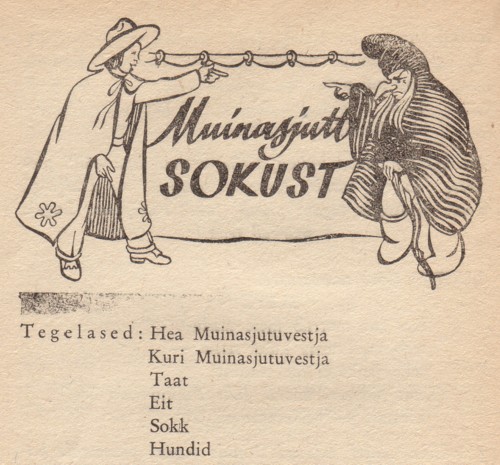 Muinasjutt
SOKUST
Tegelased: Hea Muinasjutuvestja
Kuri Muinasjutuvestja
Taat
Eit
Sokk
Hundid